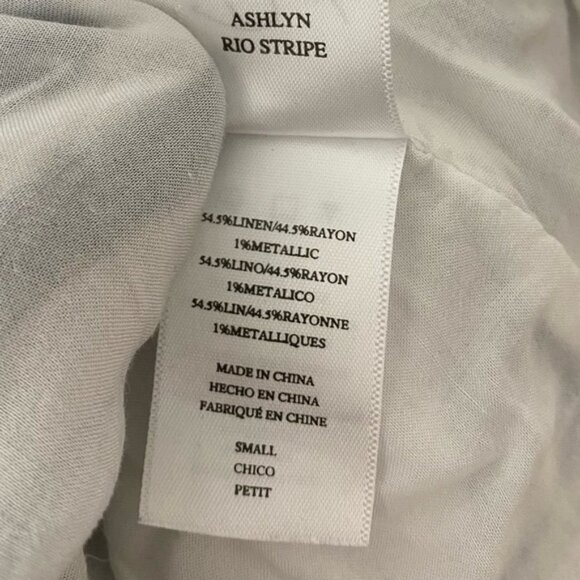 ASHLYN
RIO STRIPE
54.5%LINEN/44.5%RAYON
1%METALLIC
54.5%LINO/44.5%RAYON
1%METALICO
54.5%LIN/44.5%RAYONNE
1%METALLIQUES
MADE IN CHINA
HECHO EN CHINA
FABRIQUÉ EN CHINE
SMALL
CHICO
PETIT